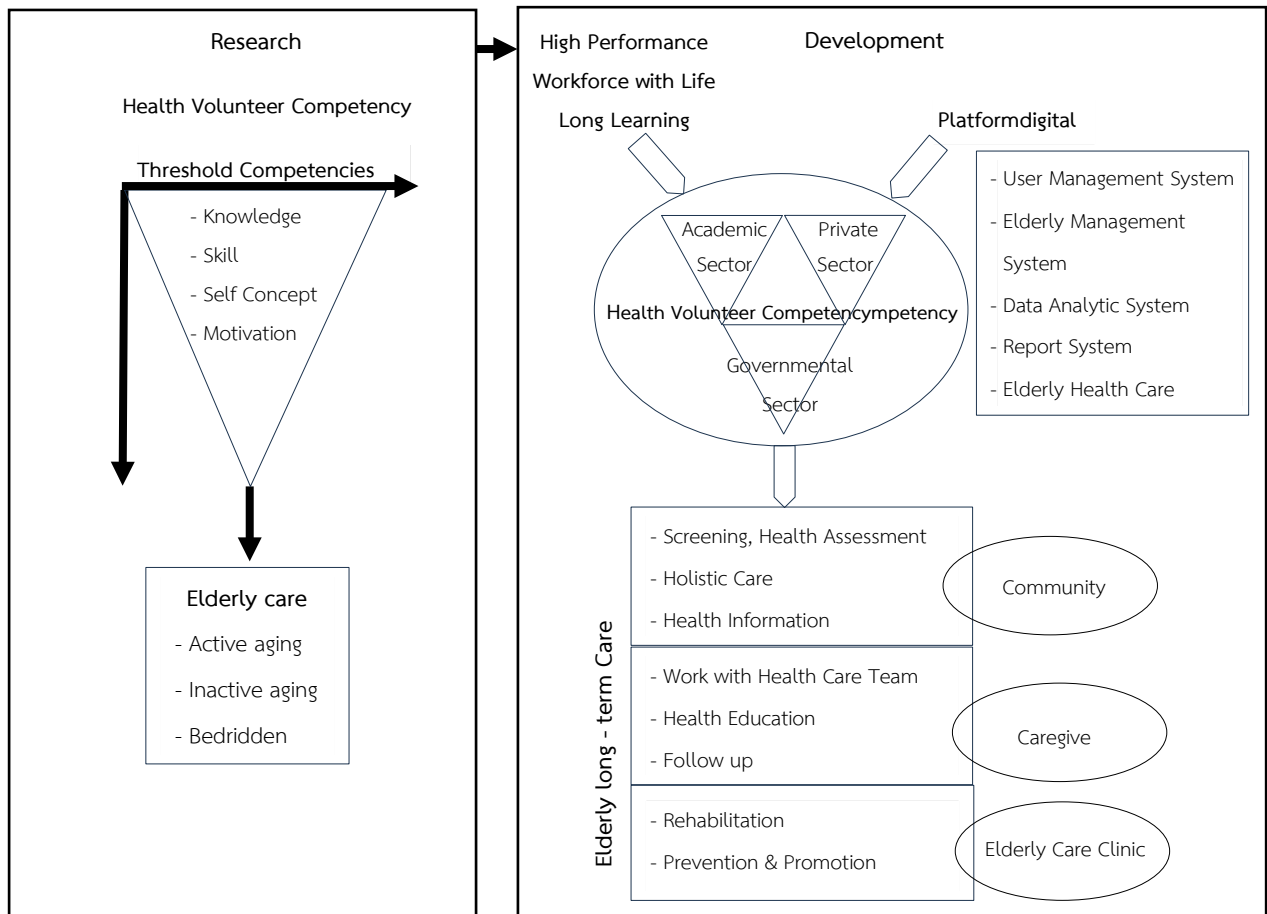 Research
Health Volunteer Competency
Threshold Competencies
- Knowledge
- Skill
- Self Concept
- Motivation
Elderly care
- Active aging
- Inactive aging
- Bedridden
Development
High Performance
Workforce with Life
Long Learning
Platformdigital
- User Management System
- Elderly Management
System
- Data Analytic System
- Report System
- Elderly Health Care
Academic
Sector
Private
Sector
Health Volunteer Competencympetency
Governmental
Sector
Elderly long - term Care
- Screening, Health Assessment
- Holistic Care
- Health Information
Community
- Work with Health Care Team
- Health Education
- Follow up
Caregive
- Rehabilitation
- Prevention & Promotion
Elderly Care Clinic